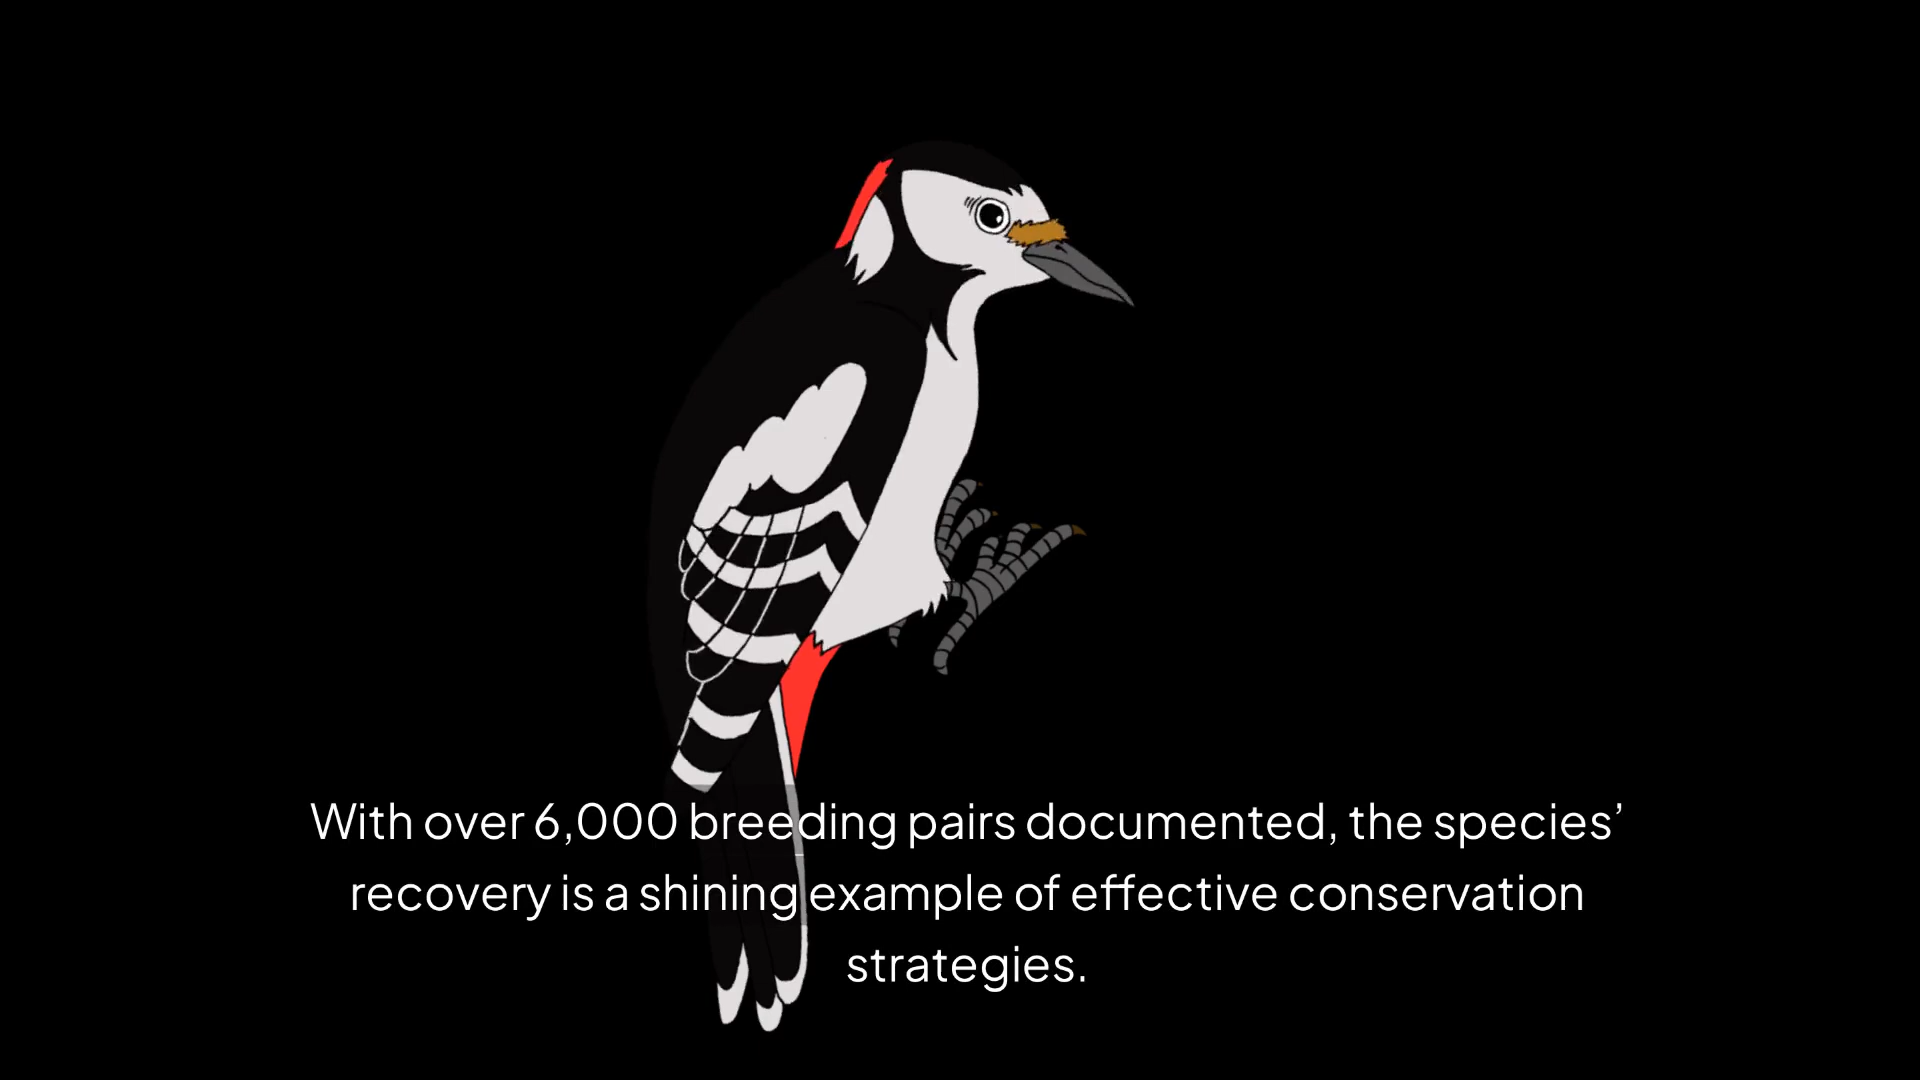 With over 6,000 breeding pairs documented, the species’
recovery is a shining example of effective conservation
strategies.